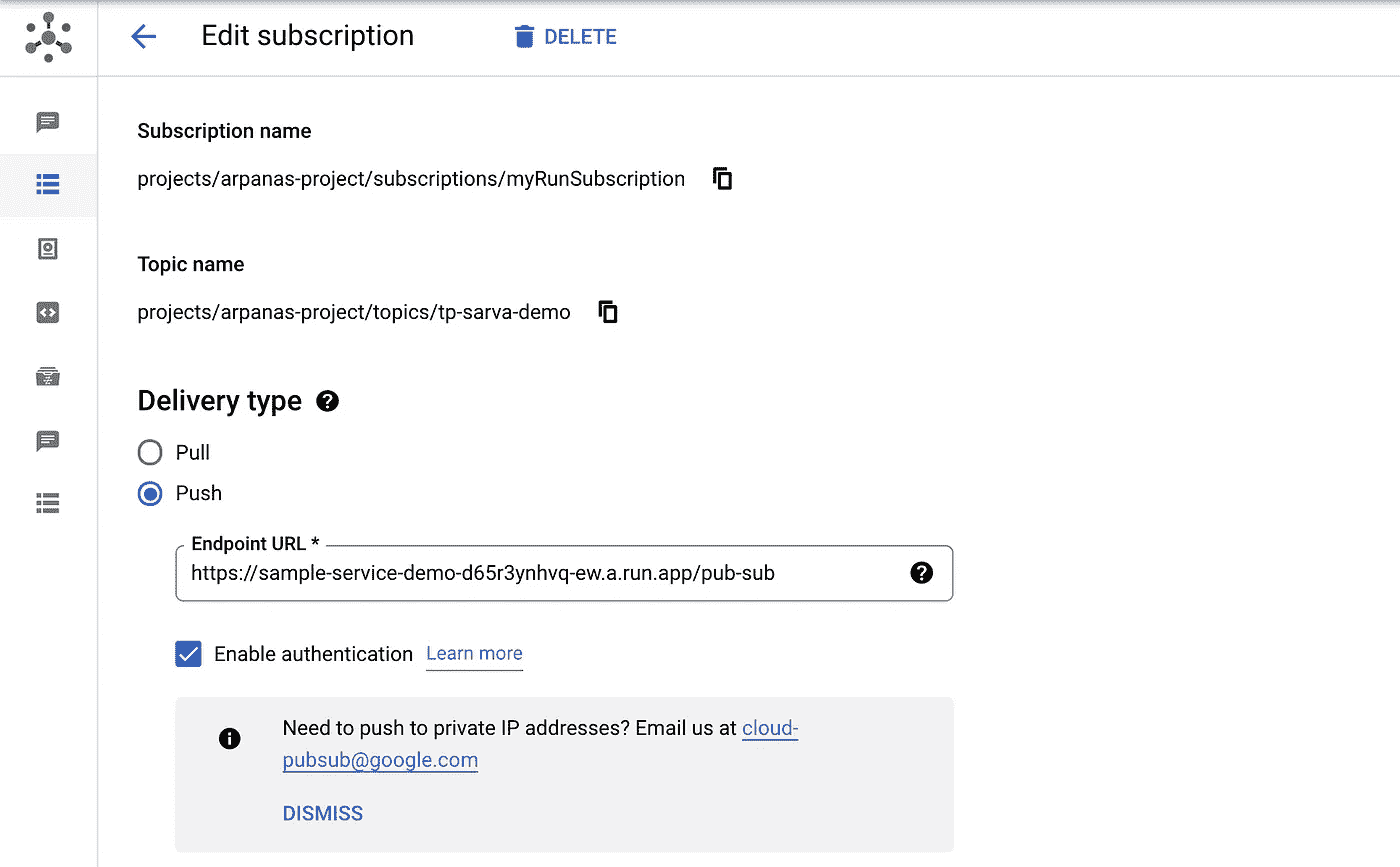 Edit subscription
DELETE
Subscription name
projects/arpanas-project/subscriptions/myRunSubscription
Topic name
projects/arpanas-project/topics/tp-sarva-demo
Delivery type
Pull
Push
Endpoint URL *
https://sample-service-demo-d65r3ynhvq-ew.a.run.app/pub-sub
Enable authentication Learn more
Need to push to private IP addresses? Email us at cloud-
pubsub@google.com
DISMISS